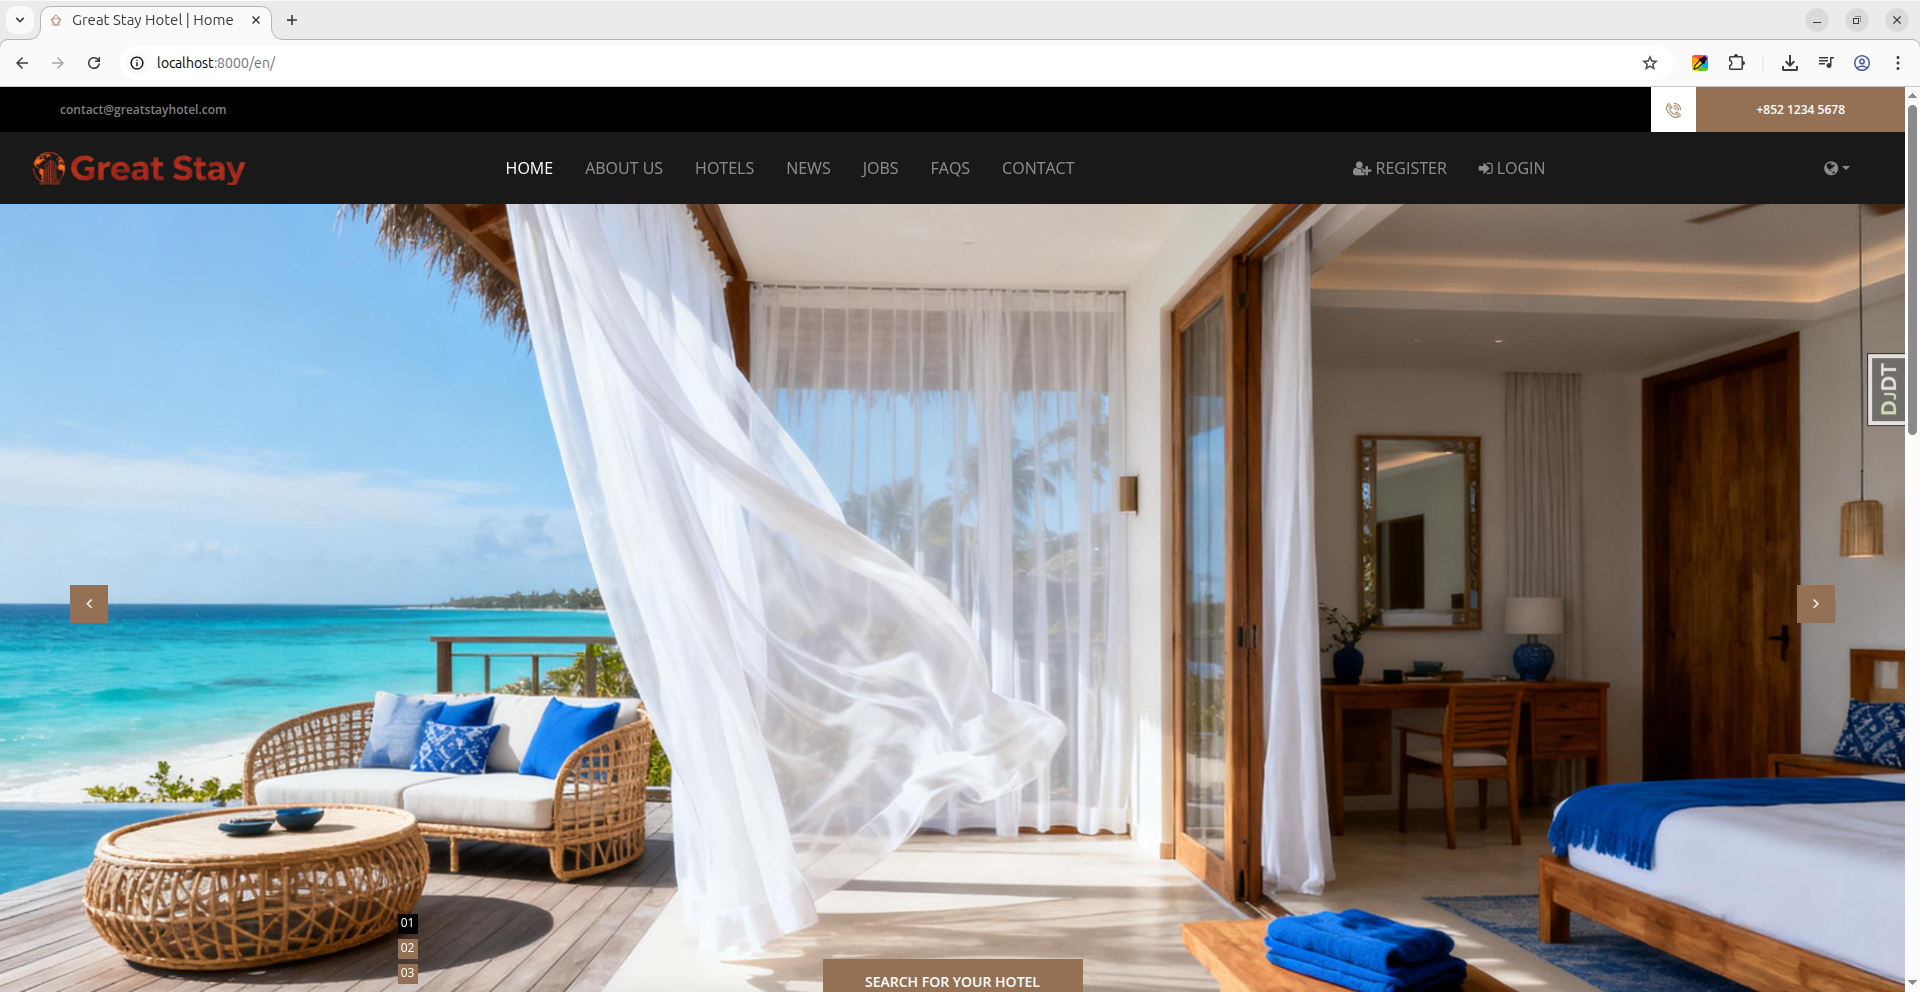 Great Stay Hotel | Home
localhost:8000/en/
contact@greatstayhotel.com
+852 1234 5678
Great Stay
HOME ABOUT US HOTELS NEWS JOBS FAQS CONTACT REGISTER LOGIN
DJDT
01
02
03
SEARCH FOR YOUR HOTEL